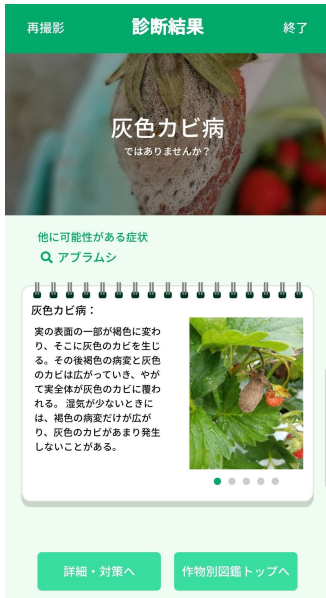 再撮影
診断結果
終了
灰色カビ病
ではありませんか？
他に可能性がある症状
アブラムシ
灰色カビ病：
実の表面の一部が褐色に変わ
り、そこに灰色のカビを生じ
る。その後褐色の病変と灰色
のカビは広がっていき、やが
て実全体が灰色のカビに覆わ
れる。 湿気が少ないときに
は、褐色の病変だけが広が
り、灰色のカビがあまり発生
しないことがある。
詳細・対策へ
作物別図鑑トップへ